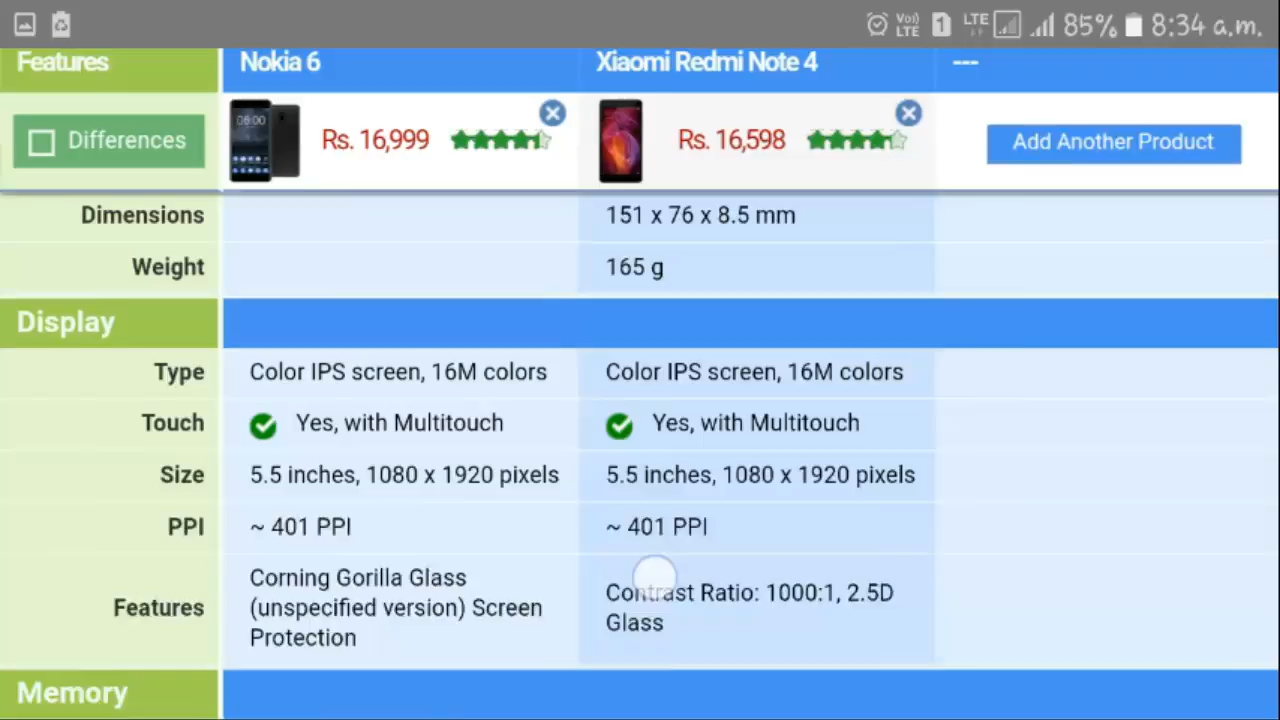 VoLTE 1 LTE 85% 8:34 a.m.
Features Nokia 6 Xiaomi Redmi Note 4 ---
Differences Rs. 16,999 Rs. 16,598 Add Another Product
08:00
Dimensions 151 x 76 x 8.5 mm
Weight 165 g
Display
Type Color IPS screen, 16M colors Color IPS screen, 16M colors
Touch Yes, with Multitouch Yes, with Multitouch
Size 5.5 inches, 1080 x 1920 pixels 5.5 inches, 1080 x 1920 pixels
PPI ~ 401 PPI ~ 401 PPI
Features Corning Gorilla Glass (unspecified version) Screen Protection Contrast Ratio: 1000:1, 2.5D Glass
Memory